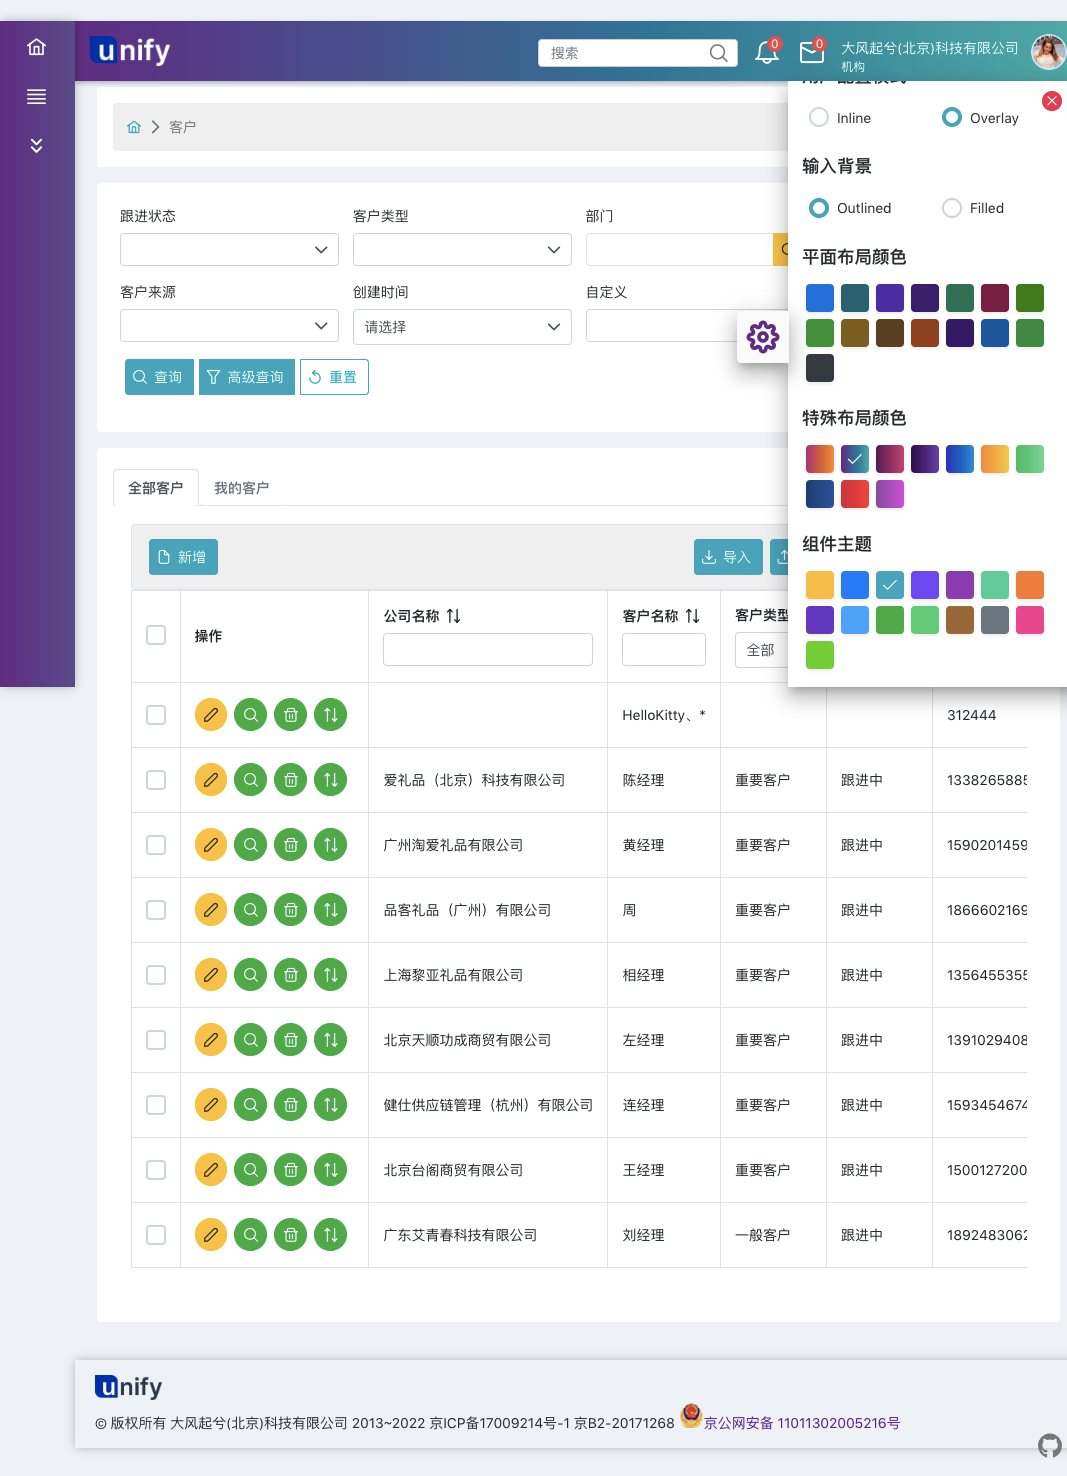 unify
搜索
0
0
大风起兮(北京)科技有限公司
机构
客户
Inline
Overlay
输入背景
Outlined
Filled
平面布局颜色
特殊布局颜色
组件主题
跟进状态
客户类型
部门
客户来源
创建时间
自定义
请选择
查询
高级查询
重置
全部客户
我的客户
新增
导入
操作
公司名称
客户名称
客户类型
全部
HelloKitty、*
312444
爱礼品（北京）科技有限公司 陈经理 重要客户 跟进中 1338265885
广州淘爱礼品有限公司 黄经理 重要客户 跟进中 1590201459
品客礼品（广州）有限公司 周 重要客户 跟进中 1866602169
上海黎亚礼品有限公司 相经理 重要客户 跟进中 1356455355
北京天顺功成商贸有限公司 左经理 重要客户 跟进中 1391029408
健仕供应链管理（杭州）有限公司 连经理 重要客户 跟进中 1593454674
北京台阁商贸有限公司 王经理 重要客户 跟进中 1500127200
广东艾青春科技有限公司 刘经理 一般客户 跟进中 1892483062
unify
© 版权所有 大风起兮(北京)科技有限公司 2013~2022 京ICP备17009214号-1 京B2-20171268 京公网安备 11011302005216号